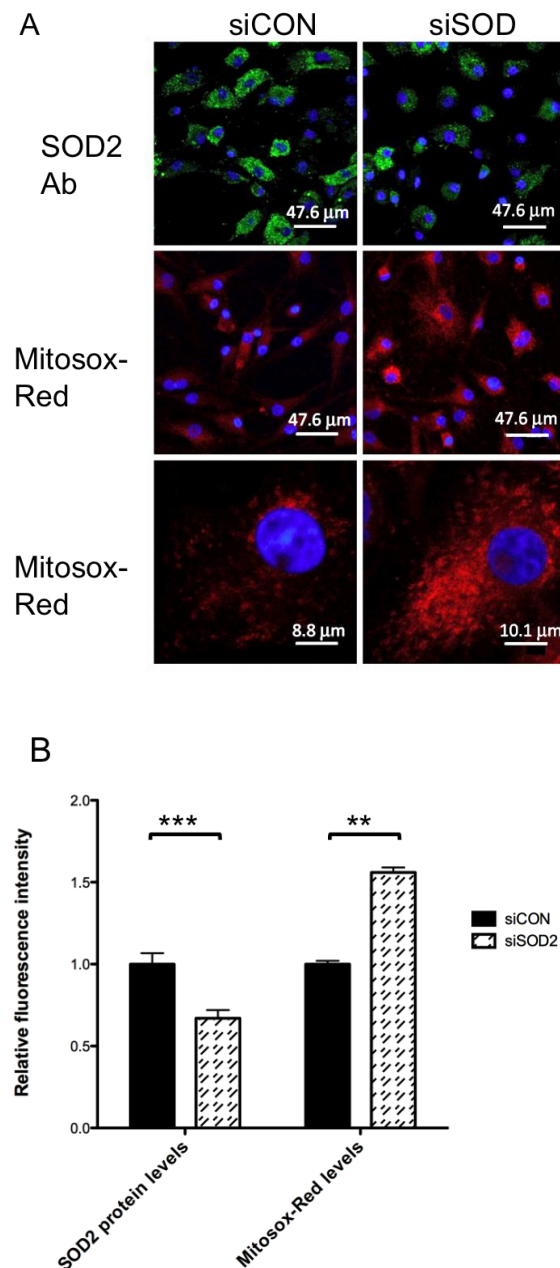 A
siCON siSOD
SOD2
Ab
47.6 µm 47.6 µm
Mitosox-
Red
47.6 µm 47.6 µm
Mitosox-
Red
8.8 µm 10.1 µm
B
Relative fluorescence intensity
2.0
1.5
1.0
0.5
0.0
*** **
siCON
siSOD2
SOD2 protein levels
Mitosox-Red levels